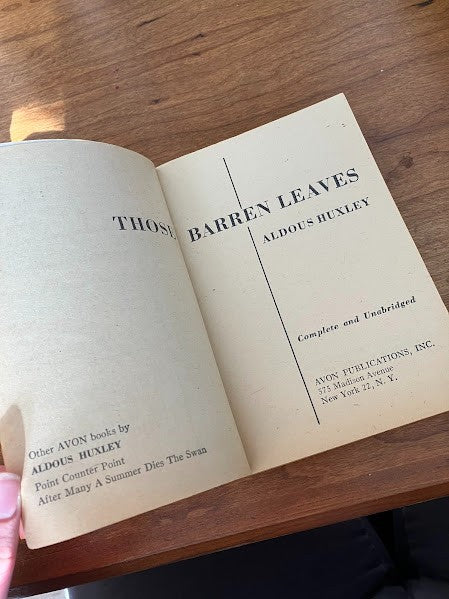 THOSE BARREN LEAVES
ALDOUS HUXLEY
Complete and Unabridged
AVON PUBLICATIONS, INC.
575 Madison Avenue
New York 22, N. Y.
Other AVON books by
ALDOUS HUXLEY
Point Counter Point
After Many A Summer Dies The Swan